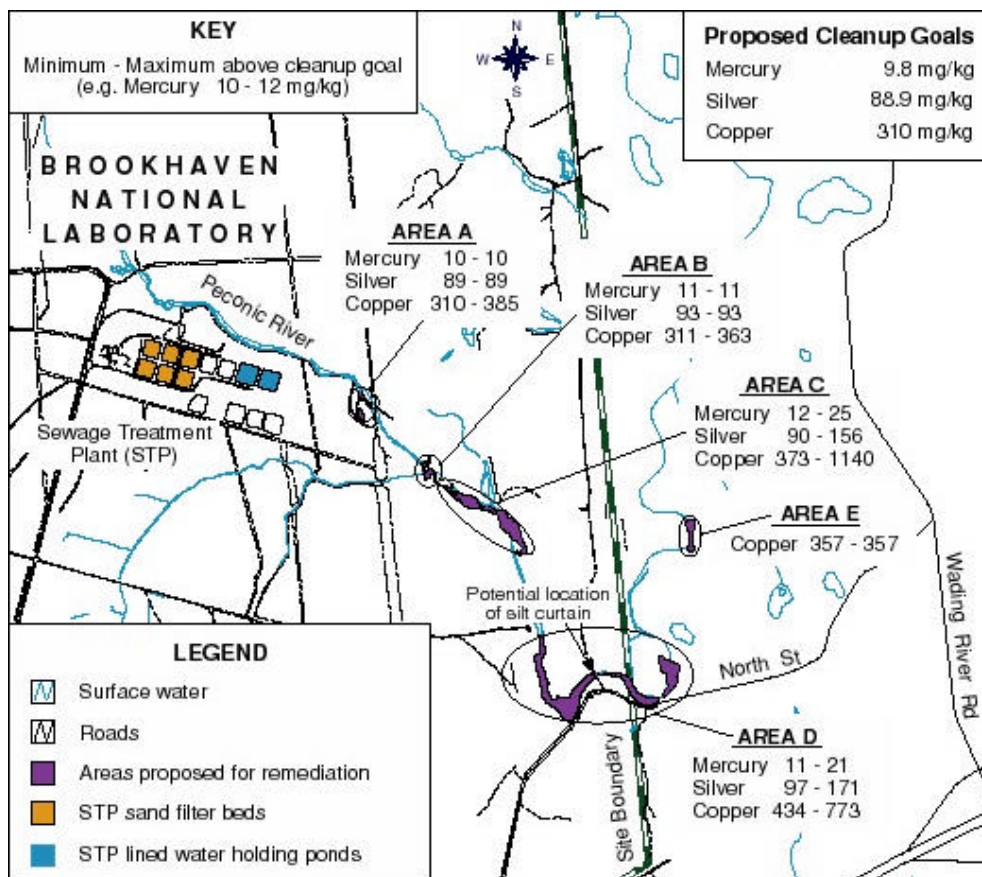 KEY
Minimum - Maximum above cleanup goal
(e.g. Mercury 10 - 12 mg/kg)
N
W E
S
Proposed Cleanup Goals
Mercury 9.8 mg/kg
Silver 88.9 mg/kg
Copper 310 mg/kg
BROOKHAVEN
NATIONAL
LABORATORY
AREA A
Mercury 10 - 10
Silver 89 - 89
Copper 310 - 385
AREA B
Mercury 11 - 11
Silver 93 - 93
Copper 311 - 363
Peconic River
AREA C
Mercury 12 - 25
Silver 90 - 156
Copper 373 - 1140
Sewage Treatment
Plant (STP)
AREA E
Copper 357 - 357
Potential location
of silt curtain
Wading River Rd
North St
Site Boundary
AREA D
Mercury 11 - 21
Silver 97 - 171
Copper 434 - 773
LEGEND
Surface water
Roads
Areas proposed for remediation
STP sand filter beds
STP lined water holding ponds